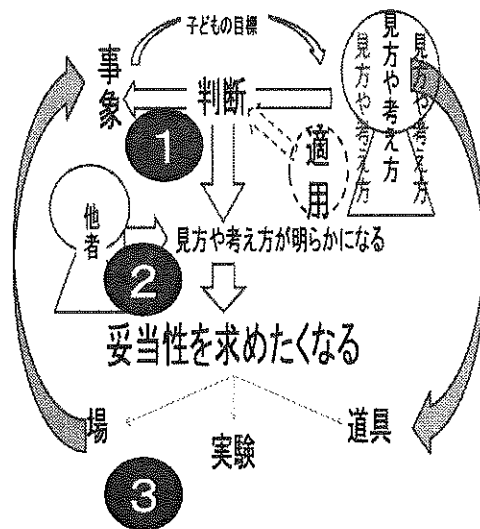 子どもの目標
事象
判断
見方や考え方
見方や考え方
見方や考え方
適用
1
他者
見方や考え方が明らかになる
2
妥当性を求めたくなる
場
実験
道具
3